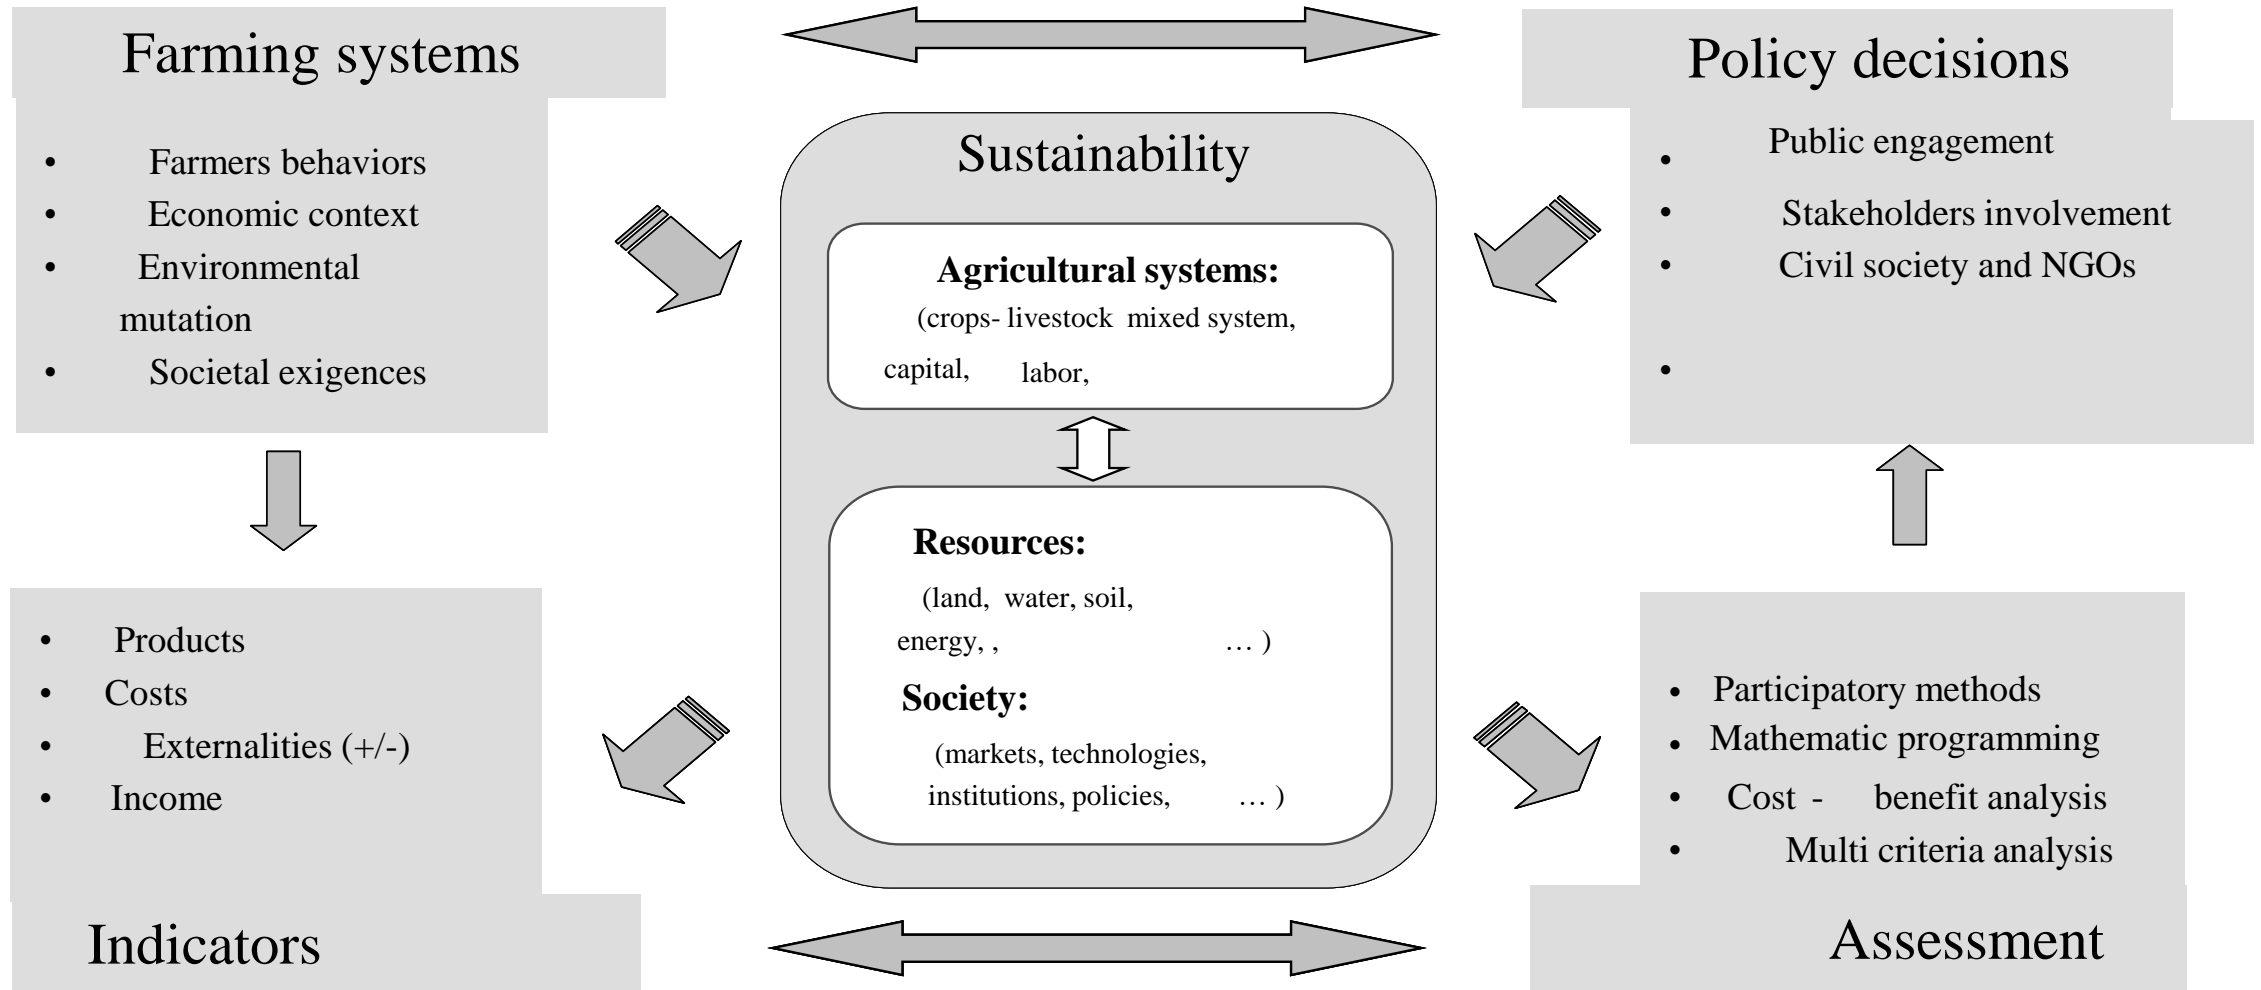 Farming systems
• Farmers behaviors
• Economic context
• Environmental
mutation
• Societal exigences
Policy decisions
• Public engagement
• Stakeholders involvement
• Civil society and NGOs
•
Sustainability
Agricultural systems:
(crops- livestock mixed system,
capital, labor,
Resources:
(land, water, soil,
energy, , … )
Society:
(markets, technologies,
institutions, policies, … )
• Products
• Costs
• Externalities (+/-)
• Income
Indicators
• Participatory methods
• Mathematic programming
• Cost - benefit analysis
• Multi criteria analysis
Assessment